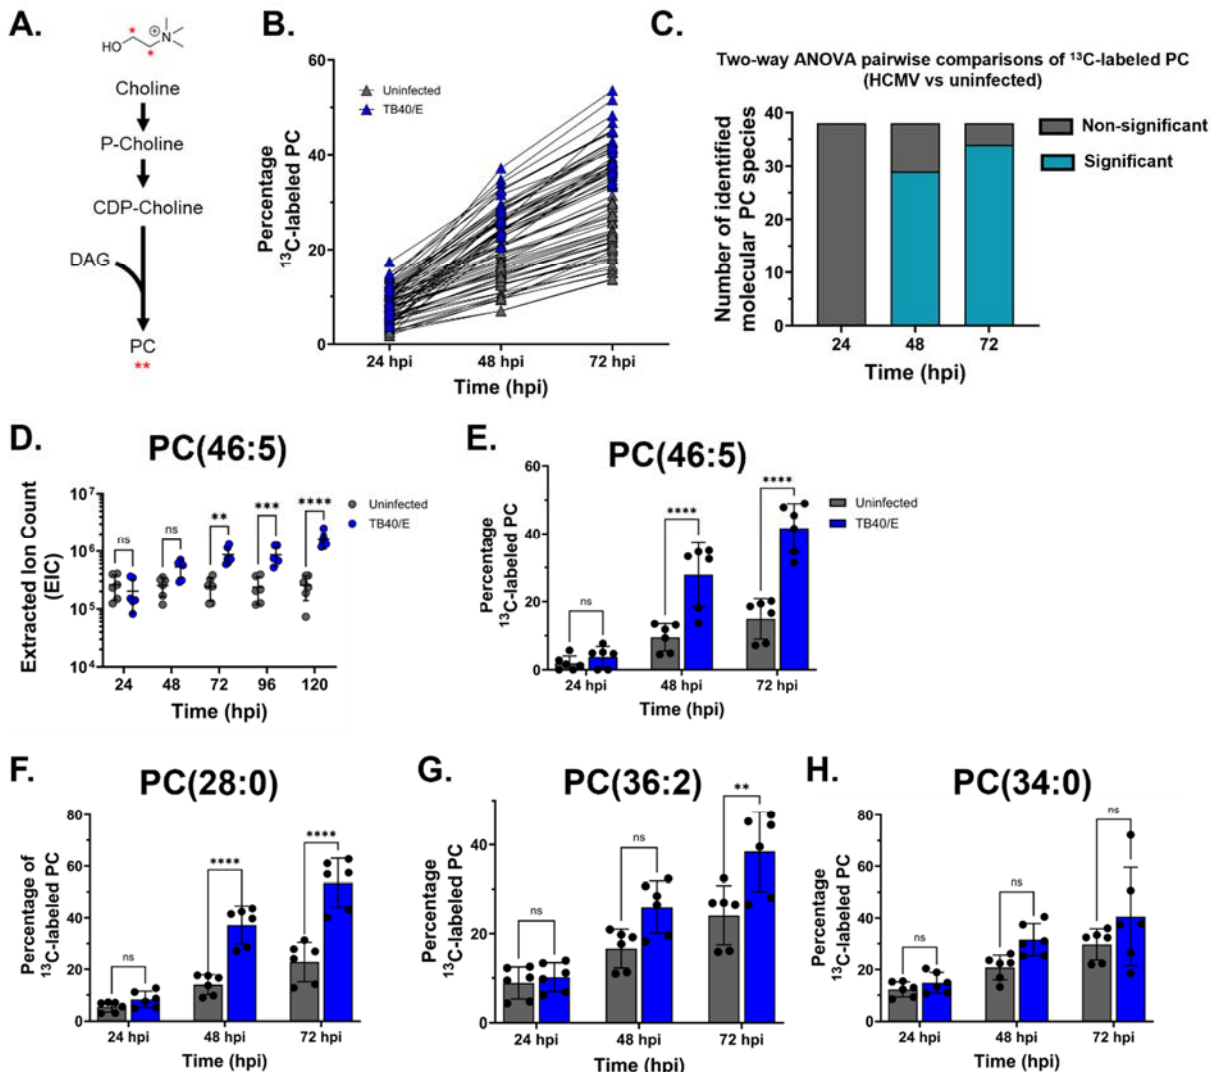 A.
HO
N
+
Choline
P-Choline
CDP-Choline
DAG
PC
**
B.
Percentage
¹³C-labeled PC
60
40
20
0
Uninfected
TB40/E
24 hpi 48 hpi 72 hpi
Time (hpi)
C.
Two-way ANOVA pairwise comparisons of ¹³C-labeled PC
(HCMV vs uninfected)
Number of identified
molecular PC species
40
30
20
10
0
24 48 72
Time (hpi)
Non-significant
Significant
D.
PC(46:5)
Extracted Ion Count
(EIC)
10⁷
10⁶
10⁵
10⁴
ns ns ** *** ****
Uninfected
TB40/E
24 48 72 96 120
Time (hpi)
E.
PC(46:5)
Percentage
¹³C-labeled PC
60
40
20
0
ns **** ****
Uninfected
TB40/E
24 hpi 48 hpi 72 hpi
Time (hpi)
F.
PC(28:0)
Percentage of
¹³C-labeled PC
80
60
40
20
0
ns **** ****
24 hpi 48 hpi 72 hpi
Time (hpi)
G.
PC(36:2)
Percentage
¹³C-labeled PC
40
20
0
ns ns **
24 hpi 48 hpi 72 hpi
Time (hpi)
H.
PC(34:0)
Percentage
¹³C-labeled PC
80
60
40
20
0
ns ns ns
24 hpi 48 hpi 72 hpi
Time (hpi)